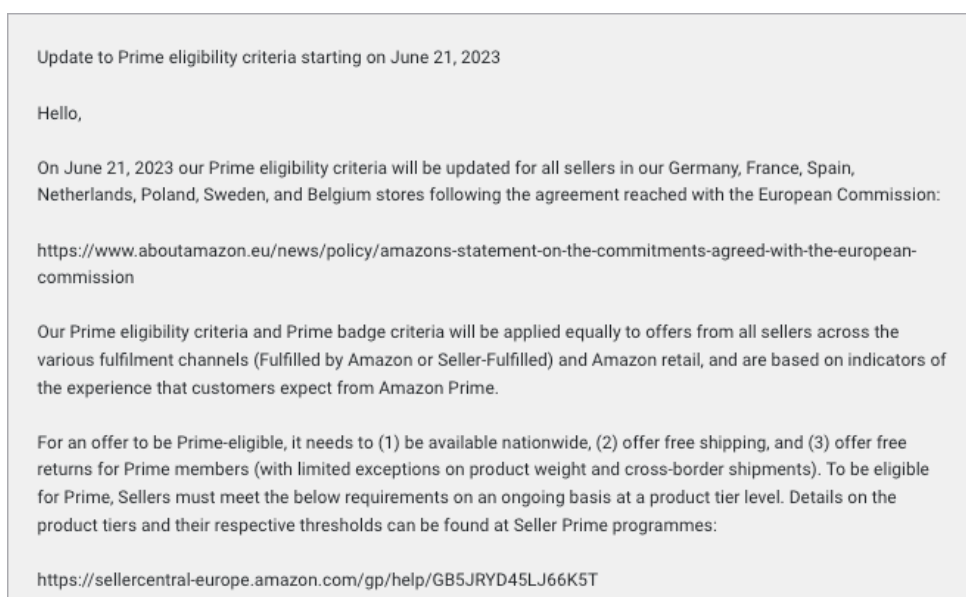 Update to Prime eligibility criteria starting on June 21, 2023
Hello,
On June 21, 2023 our Prime eligibility criteria will be updated for all sellers in our Germany, France, Spain,
Netherlands, Poland, Sweden, and Belgium stores following the agreement reached with the European Commission:
https://www.aboutamazon.eu/news/policy/amazons-statement-on-the-commitments-agreed-with-the-european-
commission
Our Prime eligibility criteria and Prime badge criteria will be applied equally to offers from all sellers across the
various fulfilment channels (Fulfilled by Amazon or Seller-Fulfilled) and Amazon retail, and are based on indicators of
the experience that customers expect from Amazon Prime.
For an offer to be Prime-eligible, it needs to (1) be available nationwide, (2) offer free shipping, and (3) offer free
returns for Prime members (with limited exceptions on product weight and cross-border shipments). To be eligible
for Prime, Sellers must meet the below requirements on an ongoing basis at a product tier level. Details on the
product tiers and their respective thresholds can be found at Seller Prime programmes:
https://sellercentral-europe.amazon.com/gp/help/GB5JRYD45LJ66K5T